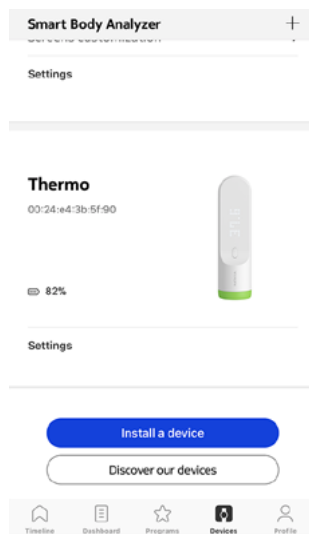 Smart Body Analyzer
Settings
Thermo
00:24:e4:3b:5f:90
82%
Settings
Install a device
Discover our devices
Timeline Dashboard Programs Devices Profile